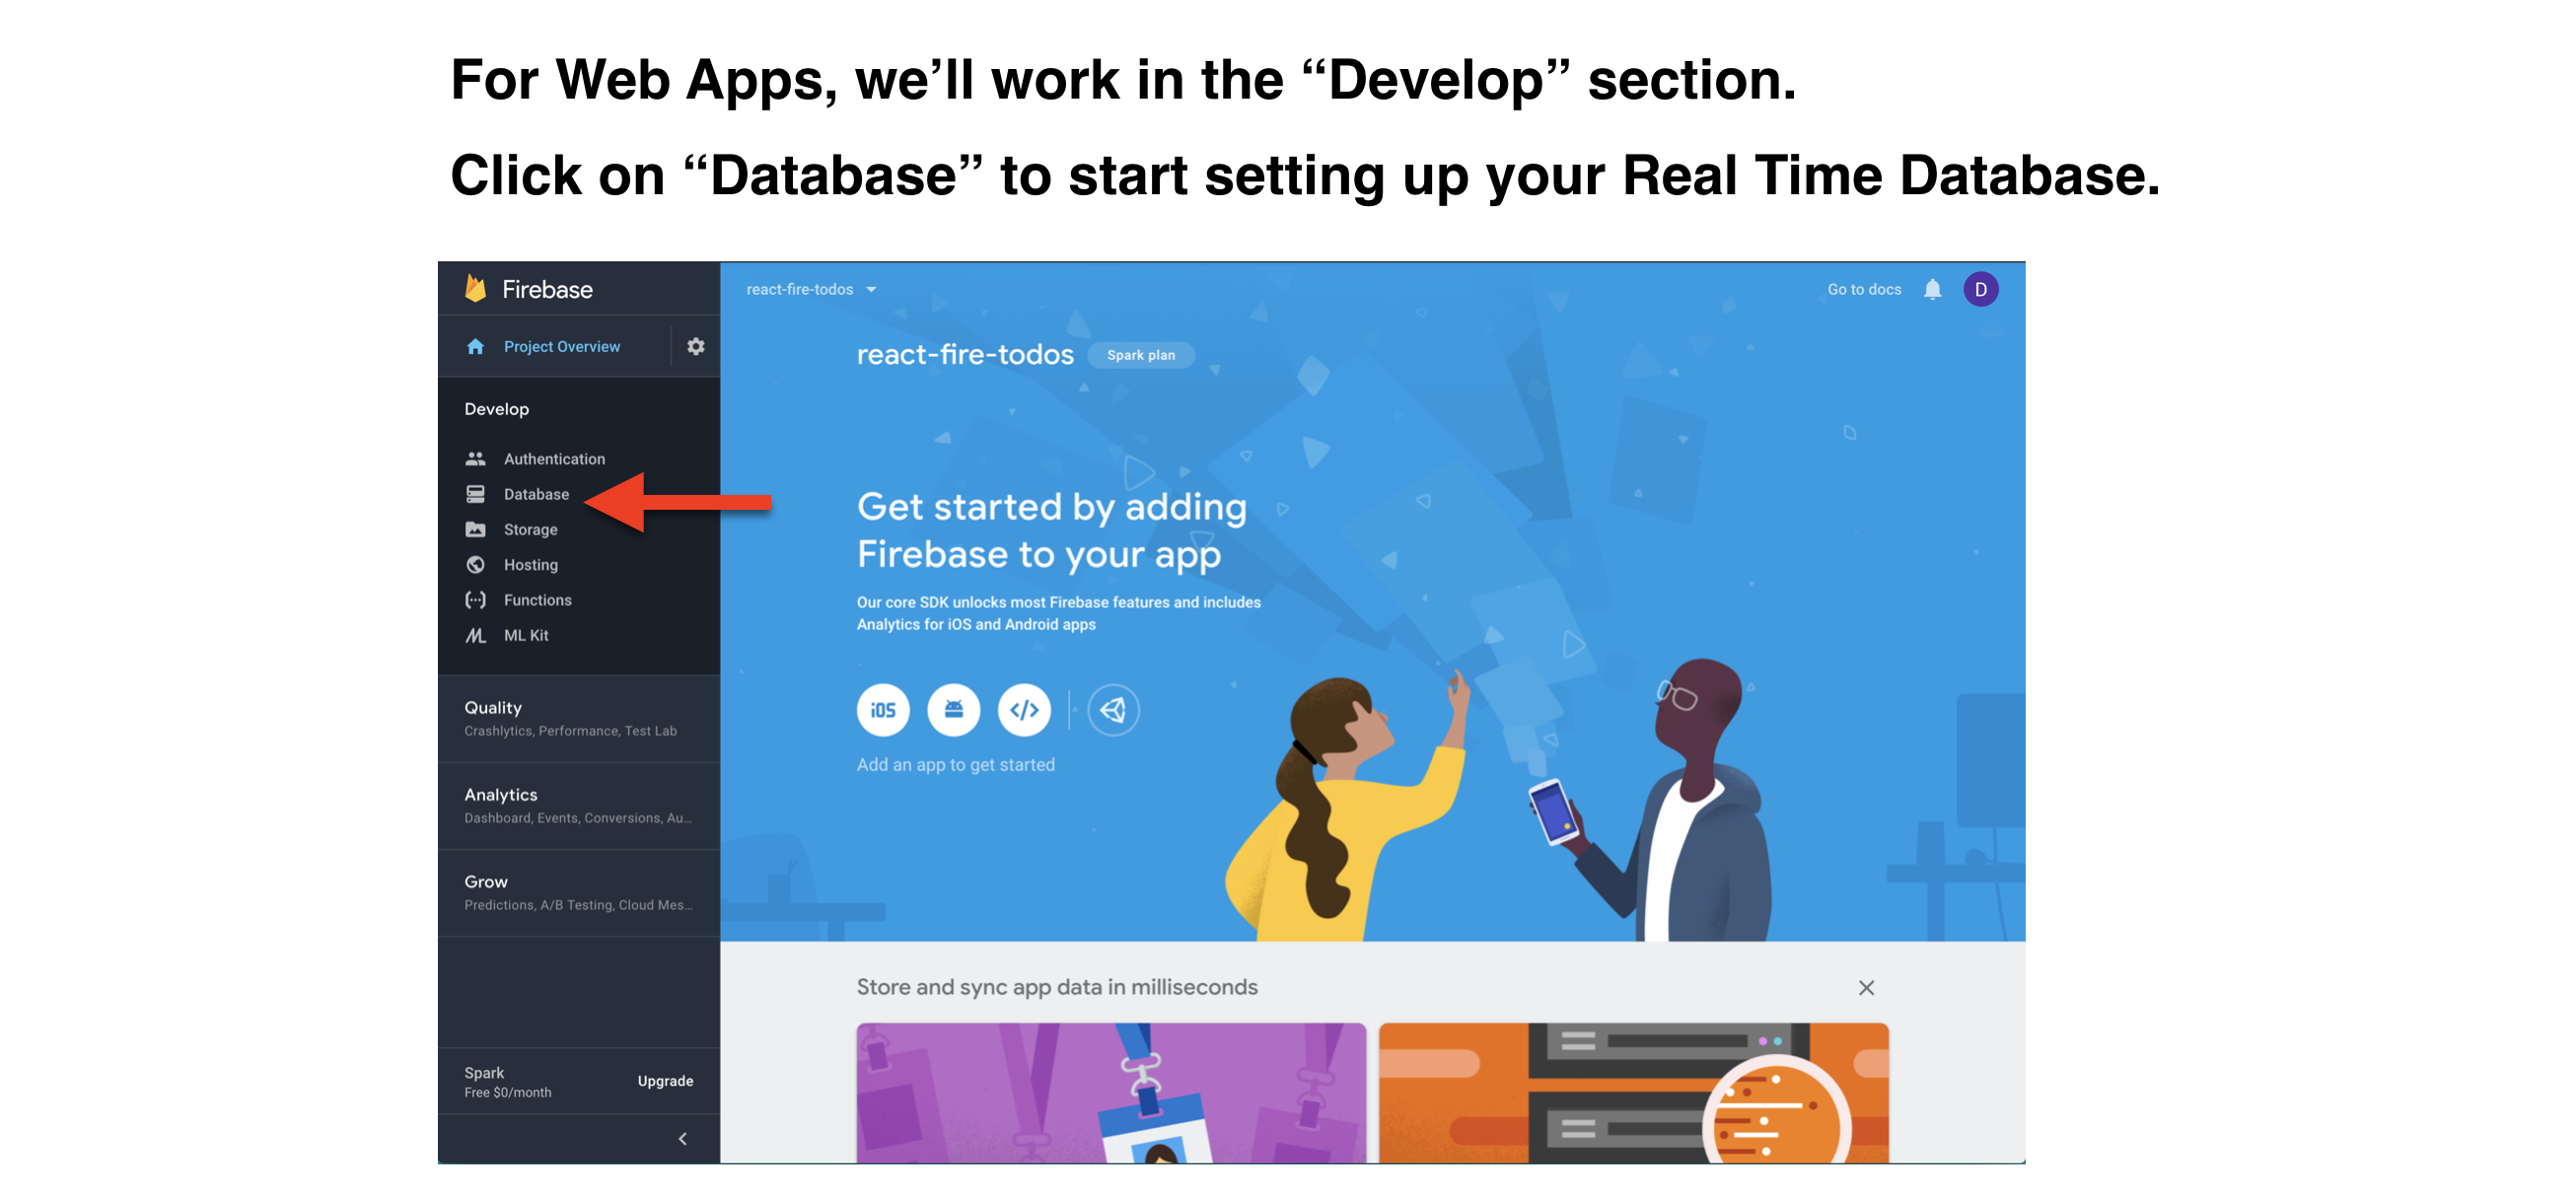 For Web Apps, we’ll work in the “Develop” section.
Click on “Database” to start setting up your Real Time Database.
Firebase
react-fire-todos
Go to docs
D
Project Overview
react-fire-todos
Spark plan
Develop
Authentication
Database
Storage
Hosting
Functions
ML Kit
Get started by adding
Firebase to your app
Our core SDK unlocks most Firebase features and includes
Analytics for iOS and Android apps
iOS
</>
Add an app to get started
Quality
Crashlytics, Performance, Test Lab
Analytics
Dashboard, Events, Conversions, Au...
Grow
Predictions, A/B Testing, Cloud Mes...
Store and sync app data in milliseconds
Spark
Free $0/month
Upgrade